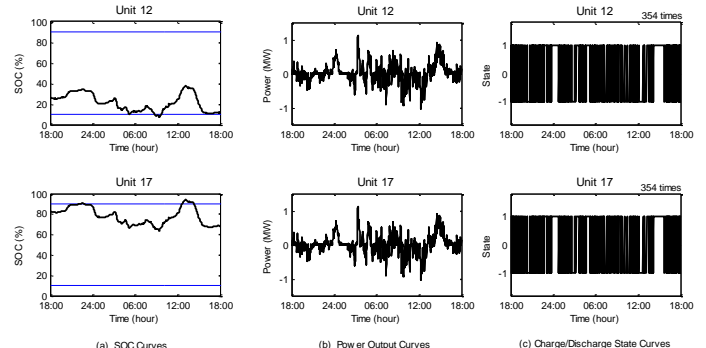 Unit 12
100
80
60
40
20
0
SOC (%)
18:00 24:00 06:00 12:00 18:00
Time (hour)
Unit 12
1
0
-1
Power (MW)
18:00 24:00 06:00 12:00 18:00
Time (hour)
Unit 12
354 times
1
0
-1
State
18:00 24:00 06:00 12:00 18:00
Time (hour)
Unit 17
100
80
60
40
20
0
SOC (%)
18:00 24:00 06:00 12:00 18:00
Time (hour)
Unit 17
1
0
-1
Power (MW)
18:00 24:00 06:00 12:00 18:00
Time (hour)
Unit 17
354 times
1
0
-1
State
18:00 24:00 06:00 12:00 18:00
Time (hour)
(a) SOC Curves
(b) Power Output Curves
(c) Charge/Discharge State Curves